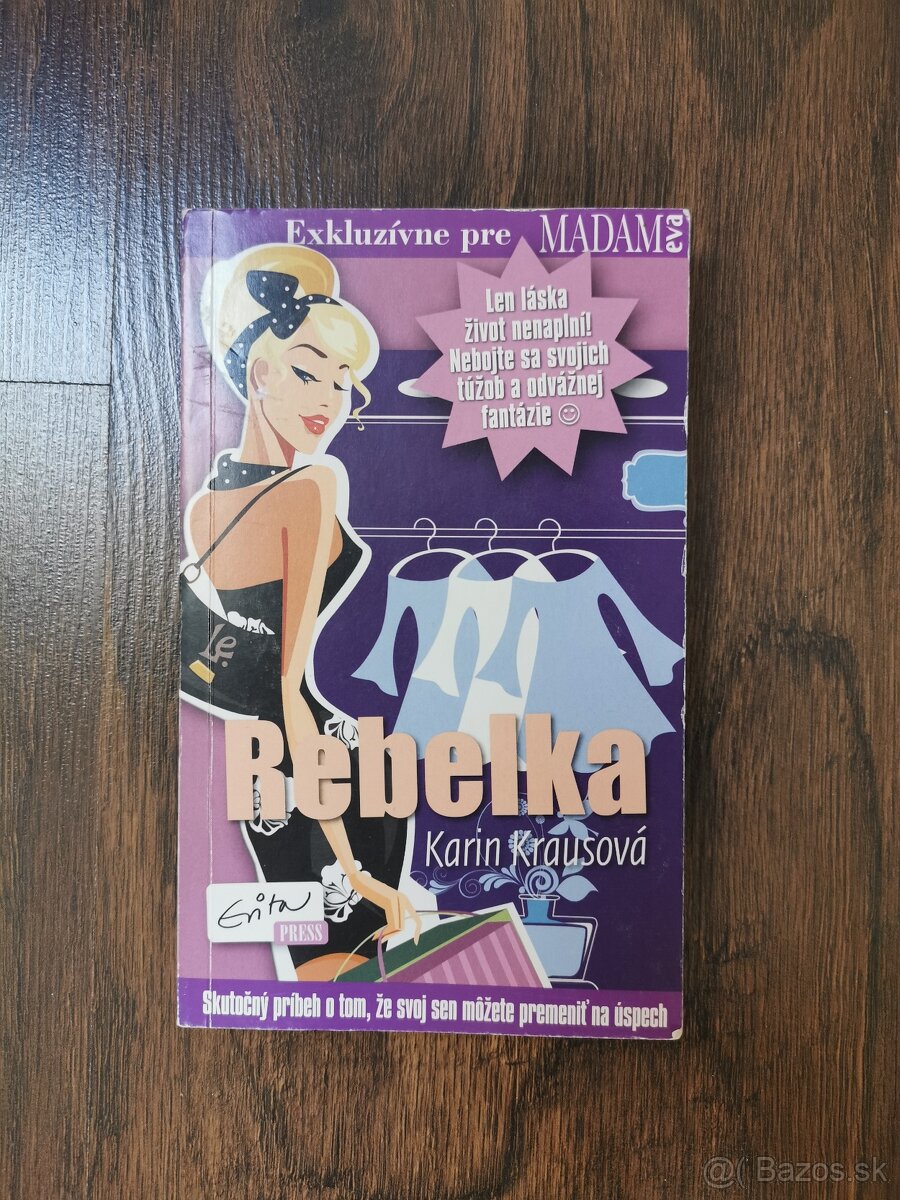 Exkluzívne pre MADAM eva
Len láska
život nenaplní!
Nebojte sa svojich
túžob a odvážnej
fantázie ☺
Rebelka
Karin Krausová
Evita
PRESS
Skutočný príbeh o tom, že svoj sen môžete premeniť na úspech
@( Bazos.sk